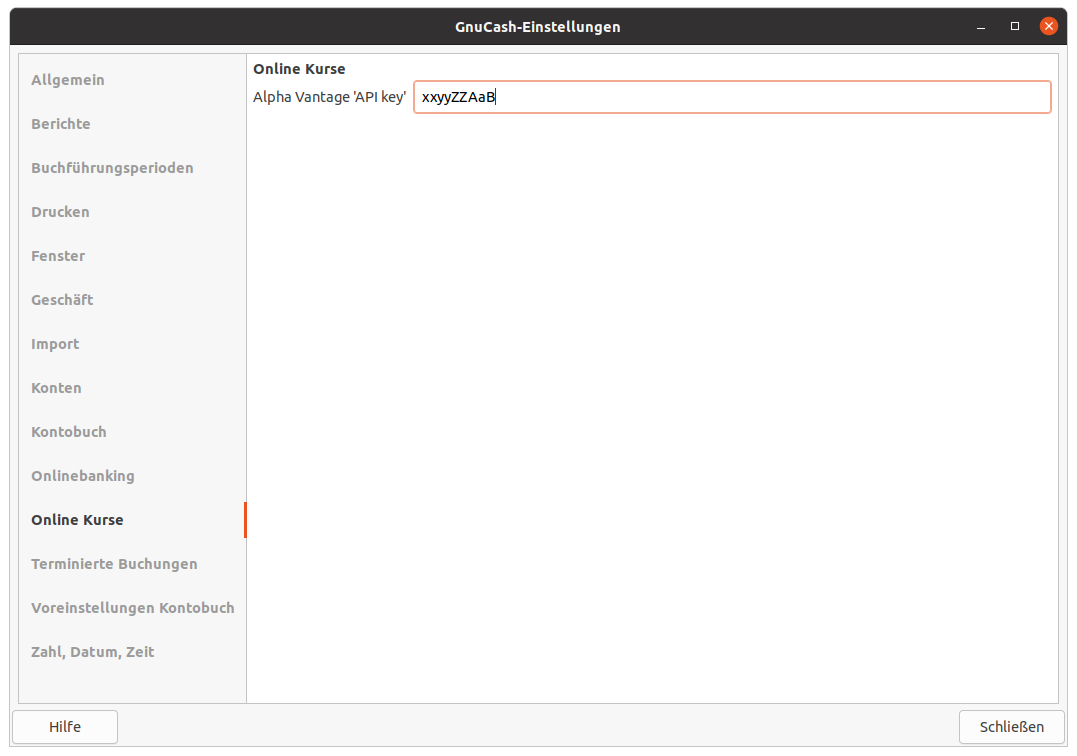 GnuCash-Einstellungen
Allgemein
Berichte
Buchführungsperioden
Drucken
Fenster
Geschäft
Import
Konten
Kontobuch
Onlinebanking
Online Kurse
Terminierte Buchungen
Voreinstellungen Kontobuch
Zahl, Datum, Zeit
Online Kurse
Alpha Vantage 'API key' xxyyZZAaB
Hilfe
Schließen